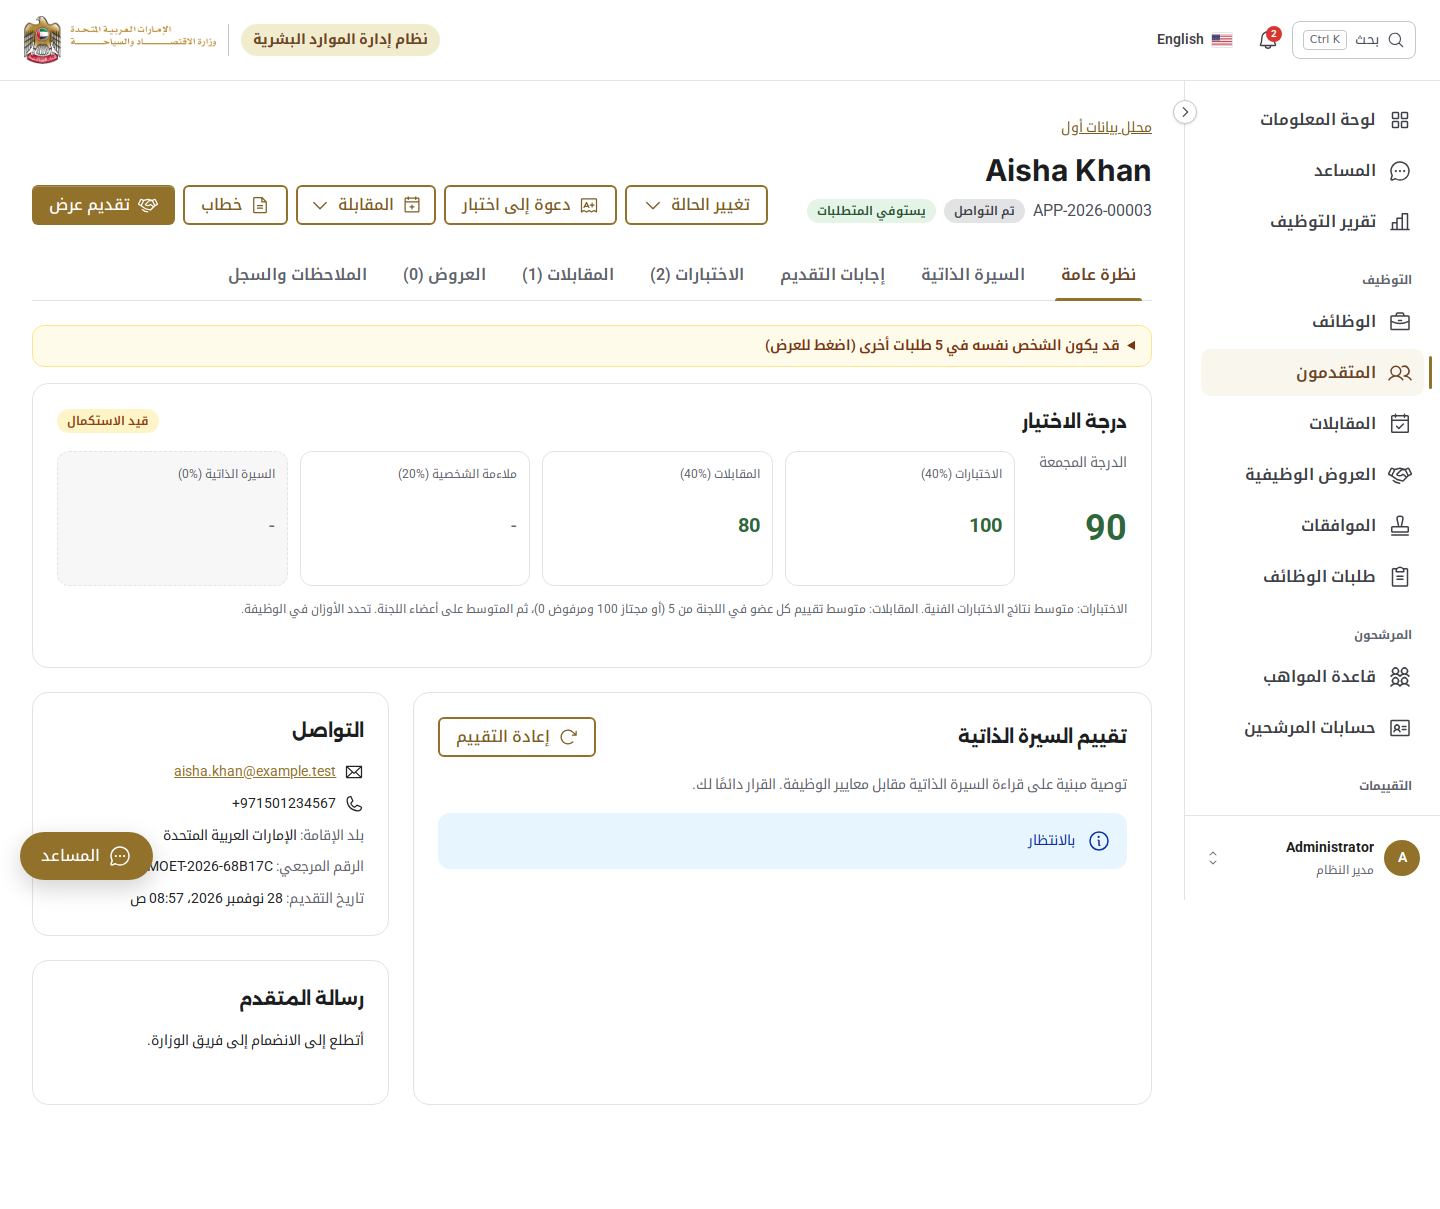 الإمارات العربية المتحدة
وزارة الاقتصاد والسياحة
نظام إدارة الموارد البشرية
English
2
بحث
Ctrl K
لوحة المعلومات
المساعد
تقرير التوظيف
التوظيف
الوظائف
المتقدمون
المقابلات
العروض الوظيفية
الموافقات
طلبات الوظائف
المرشحون
قاعدة المواهب
حسابات المرشحين
التقييمات
A
Administrator
مدير النظام
محلل بيانات أول
Aisha Khan
APP-2026-00003
تم التواصل
يستوفي المتطلبات
تغيير الحالة
دعوة إلى اختبار
المقابلة
خطاب
تقديم عرض
نظرة عامة
السيرة الذاتية
إجابات التقديم
الاختبارات (2)
المقابلات (1)
العروض (0)
الملاحظات والسجل
قد يكون الشخص نفسه في 5 طلبات أخرى (اضغط للعرض)
درجة الاختيار
قيد الاستكمال
الدرجة المجمعة
90
الاختبارات (40%)
100
المقابلات (40%)
80
ملاءمة الشخصية (20%)
-
السيرة الذاتية (0%)
-
الاختبارات: متوسط نتائج الاختبارات الفنية. المقابلات: متوسط تقييم كل عضو في اللجنة من 5 (أو مجتاز 100 ومرفوض 0)، ثم المتوسط على أعضاء اللجنة. تحدد الأوزان في الوظيفة.
تقييم السيرة الذاتية
إعادة التقييم
توصية مبنية على قراءة السيرة الذاتية مقابل معايير الوظيفة. القرار دائمًا لك.
بالانتظار
التواصل
aisha.khan@example.test
+971501234567
بلد الإقامة: الإمارات العربية المتحدة
الرقم المرجعي: MOET-2026-68B17C
تاريخ التقديم: 28 نوفمبر 2026، 08:57 ص
المساعد
رسالة المتقدم
أتطلع إلى الانضمام إلى فريق الوزارة.